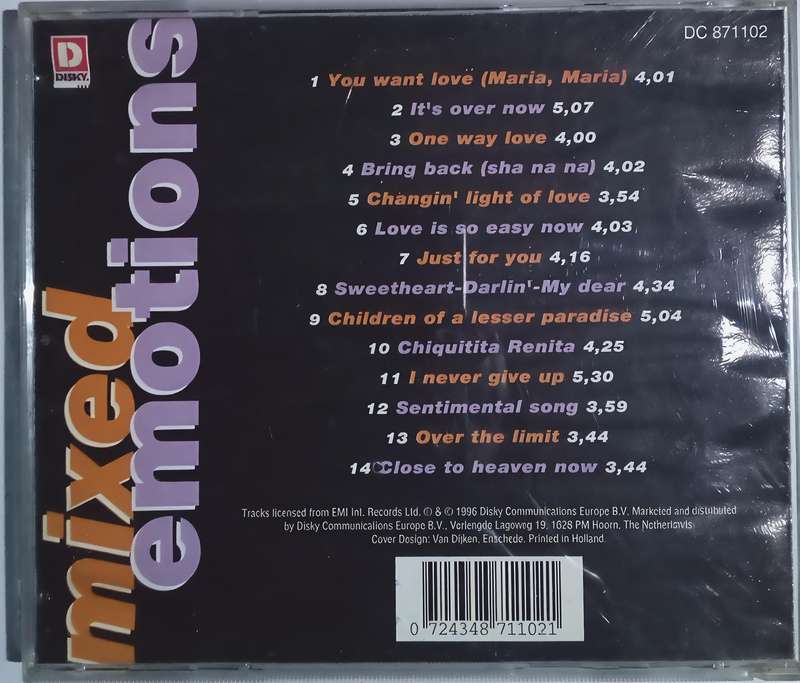 D
DISKY.
DC 871102
mixed
emotions
1 You want love (Maria, Maria) 4,01
2 It's over now 5,07
3 One way love 4,00
4 Bring back (sha na na) 4,02
5 Changin' light of love 3,54
6 Love is so easy now 4,03
7 Just for you 4,16
8 Sweetheart-Darlin'-My dear 4,34
9 Children of a lesser paradise 5,04
10 Chiquitita Renita 4,25
11 I never give up 5,30
12 Sentimental song 3,59
13 Over the limit 3,44
14 Close to heaven now 3,44
Tracks licensed from EMI Int. Records Ltd. ℗ & © 1996 Disky Communications Europe B.V. Marketed and distributed
by Disky Communications Europe B.V., Verlengde Lageweg 19, 1628 PM Hoorn, The Netherlands
Cover Design: Van Dijken, Enschede. Printed in Holland.
0 724348 711021